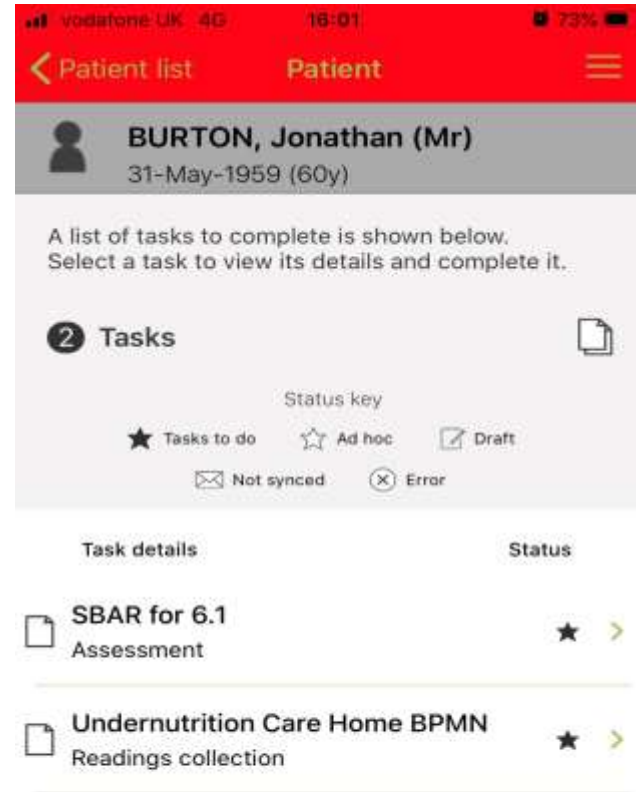 vodafone UK 4G 16:01 73%
Patient list Patient
BURTON, Jonathan (Mr)
31-May-1959 (60y)
A list of tasks to complete is shown below.
Select a task to view its details and complete it.
2 Tasks
Status key
Tasks to do Ad hoc Draft
Not synced Error
Task details Status
SBAR for 6.1
Assessment
Undernutrition Care Home BPMN
Readings collection